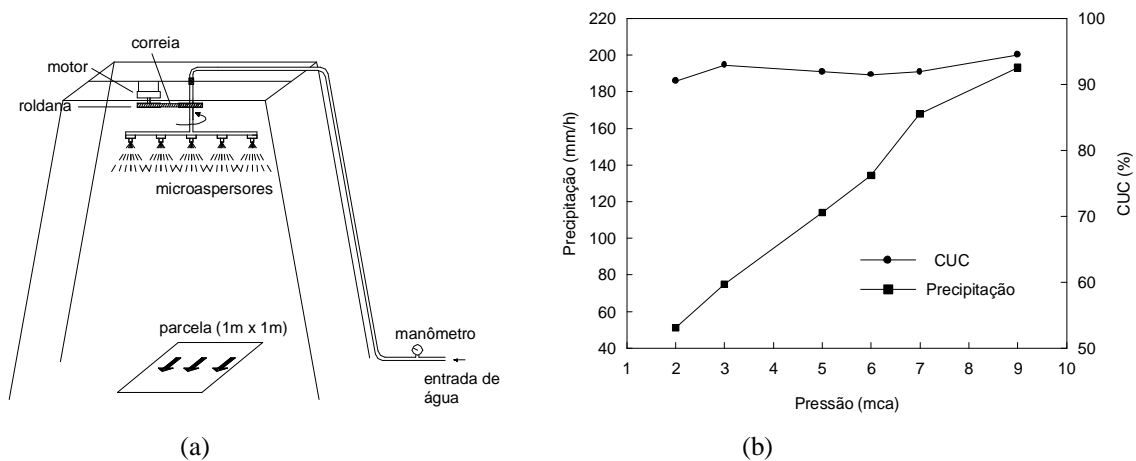 correia
motor
roldana
microaspersores
parcela (1m x 1m)
manômetro
entrada de
água
(a)
220
200
180
160
140
120
100
80
60
40
Precipitação (mm/h)
100
90
80
70
60
50
CUC (%)
CUC
Precipitação
1 2 3 4 5 6 7 8 9 10
Pressão (mca)
(b)